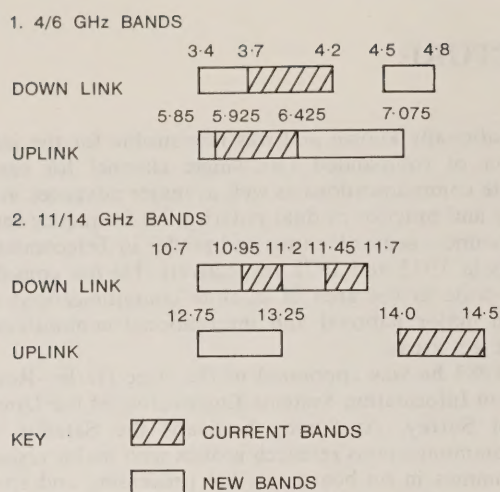 1. 4/6 GHz BANDS
3·4 3·7 4·2 4·5 4·8
DOWN LINK
5·85 5·925 6·425 7·075
UPLINK
2. 11/14 GHz BANDS
10·7 10·95 11·2 11·45 11·7
DOWN LINK
12·75 13·25 14·0 14·5
UPLINK
KEY CURRENT BANDS
NEW BANDS